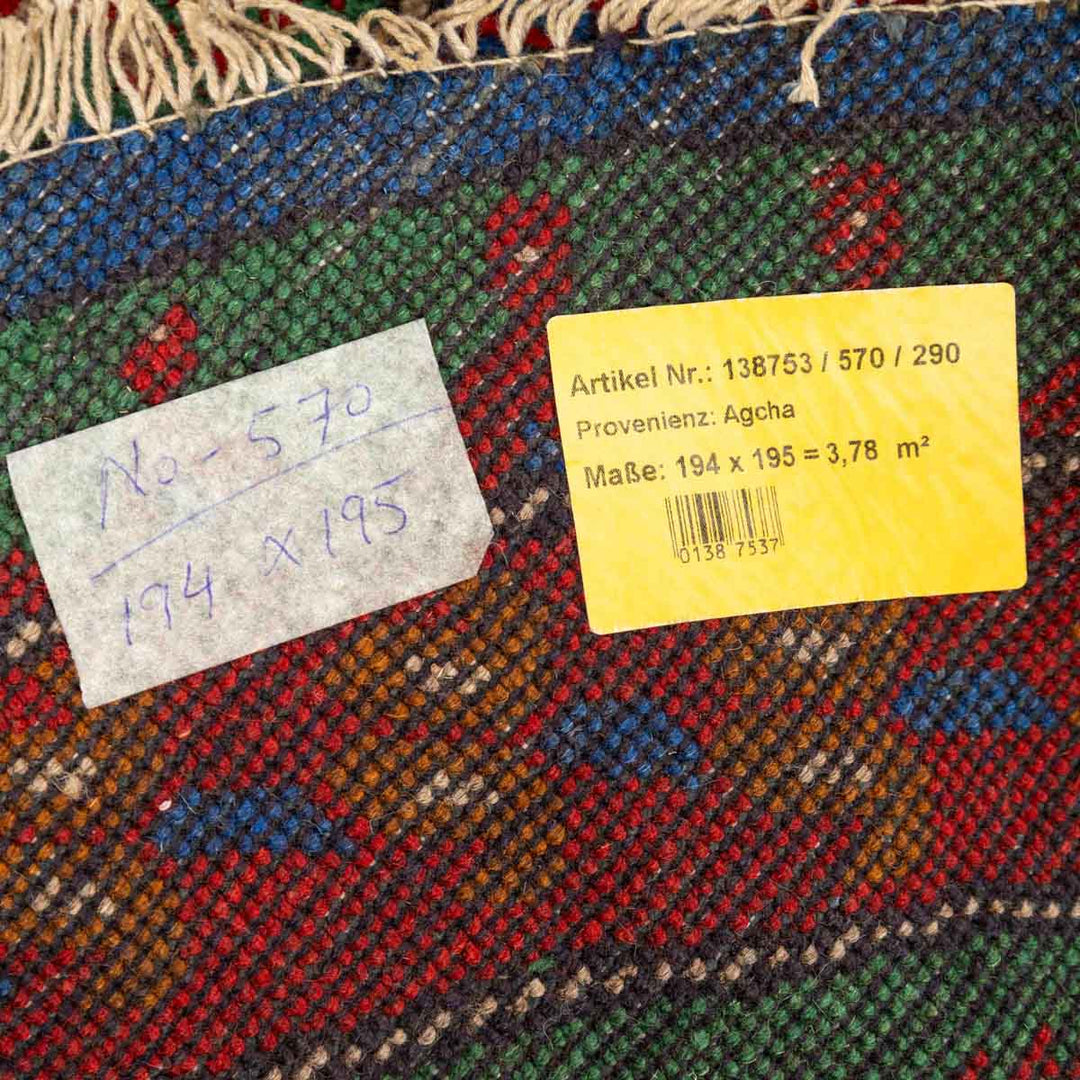 No - 570
194 x 195
Artikel Nr.: 138753 / 570 / 290
Provenienz: Agcha
Maße: 194 x 195 = 3,78 m²
0138 7537